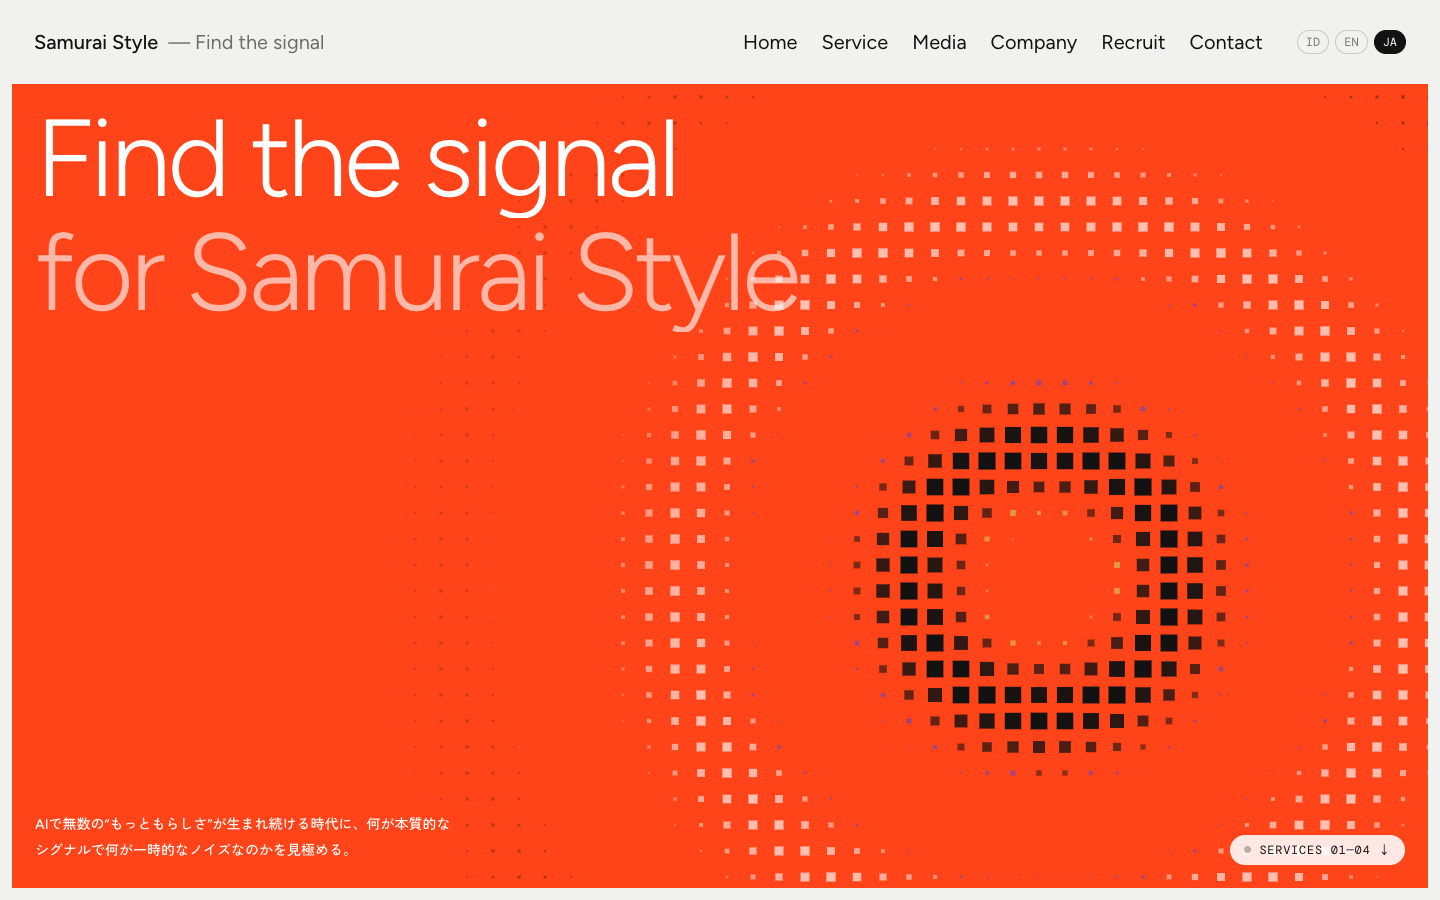 Samurai Style — Find the signal
Home Service Media Company Recruit Contact ID EN JA
Find the signal
for Samurai Style
AIで無数の“もっともらしさ”が生まれ続ける時代に、何が本質的な
シグナルで何が一時的なノイズなのかを見極める。
SERVICES 01—04 ↓